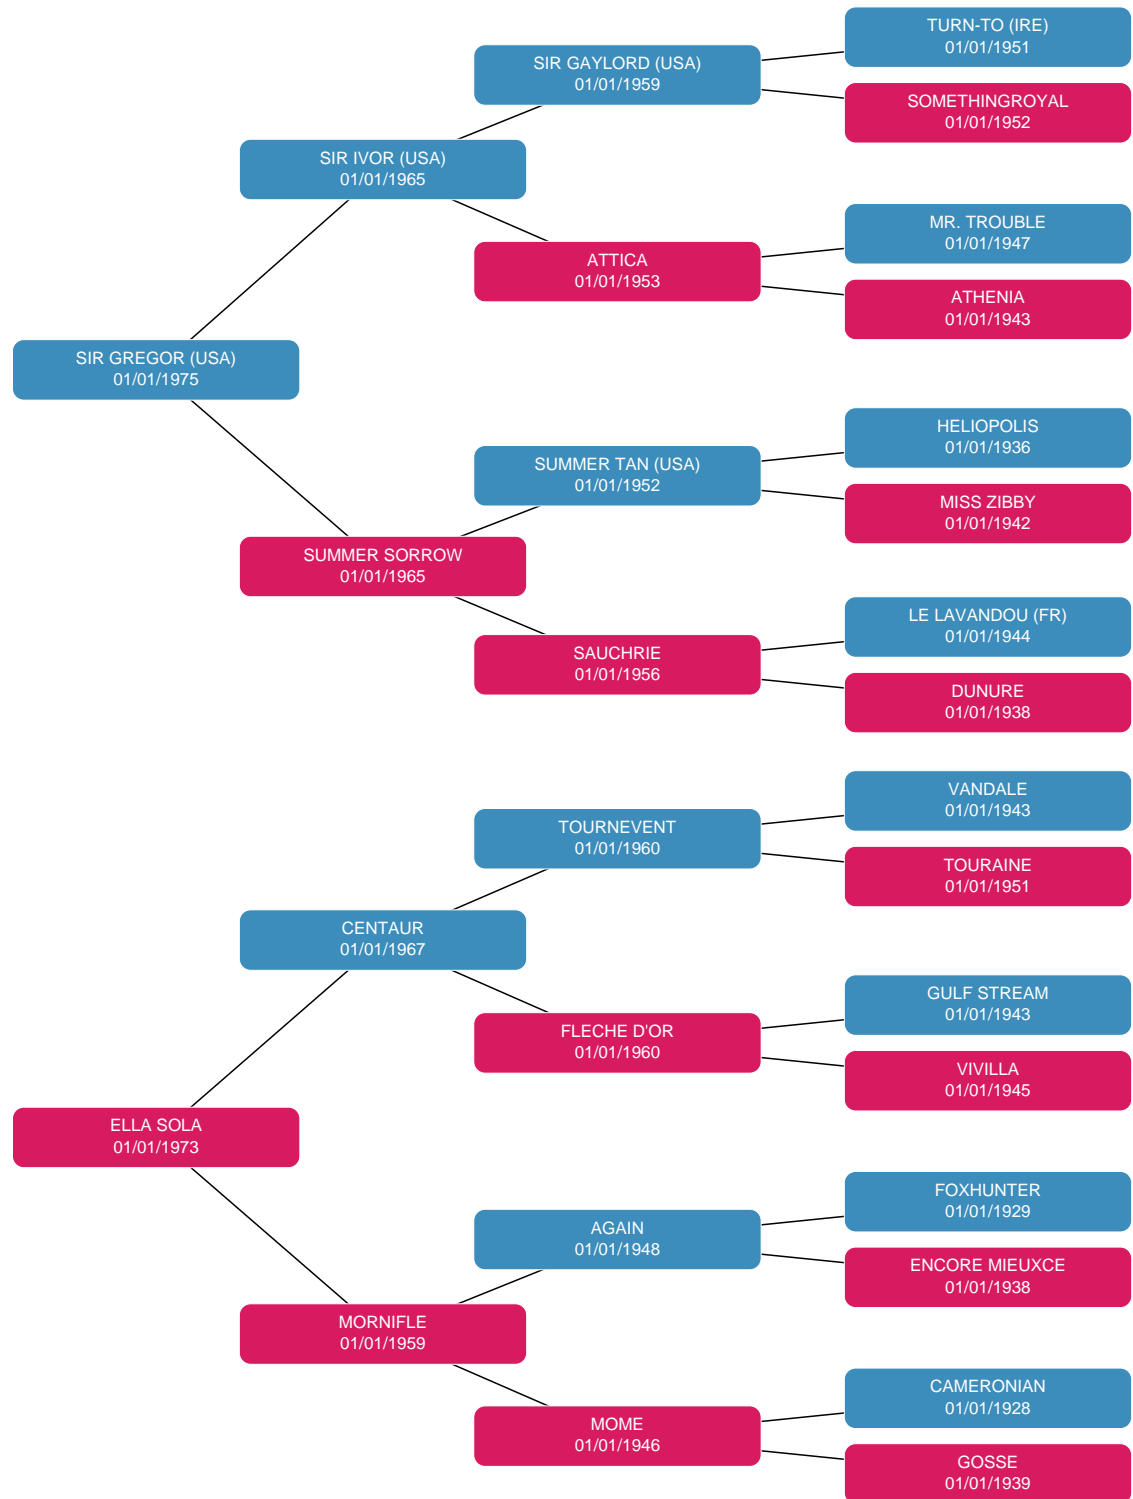 TURN-TO (IRE)
01/01/1951
SIR GAYLORD (USA)
01/01/1959
SOMETHINGROYAL
01/01/1952
SIR IVOR (USA)
01/01/1965
MR. TROUBLE
01/01/1947
ATTICA
01/01/1953
ATHENIA
01/01/1943
SIR GREGOR (USA)
01/01/1975
HELIOPOLIS
01/01/1936
SUMMER TAN (USA)
01/01/1952
MISS ZIBBY
01/01/1942
SUMMER SORROW
01/01/1965
LE LAVANDOU (FR)
01/01/1944
SAUCHRIE
01/01/1956
DUNURE
01/01/1938
VANDALE
01/01/1943
TOURNEVENT
01/01/1960
TOURAINE
01/01/1951
CENTAUR
01/01/1967
GULF STREAM
01/01/1943
FLECHE D'OR
01/01/1960
VIVILLA
01/01/1945
ELLA SOLA
01/01/1973
FOXHUNTER
01/01/1929
AGAIN
01/01/1948
ENCORE MIEUXCE
01/01/1938
MORNIFLE
01/01/1959
CAMERONIAN
01/01/1928
MOME
01/01/1946
GOSSE
01/01/1939